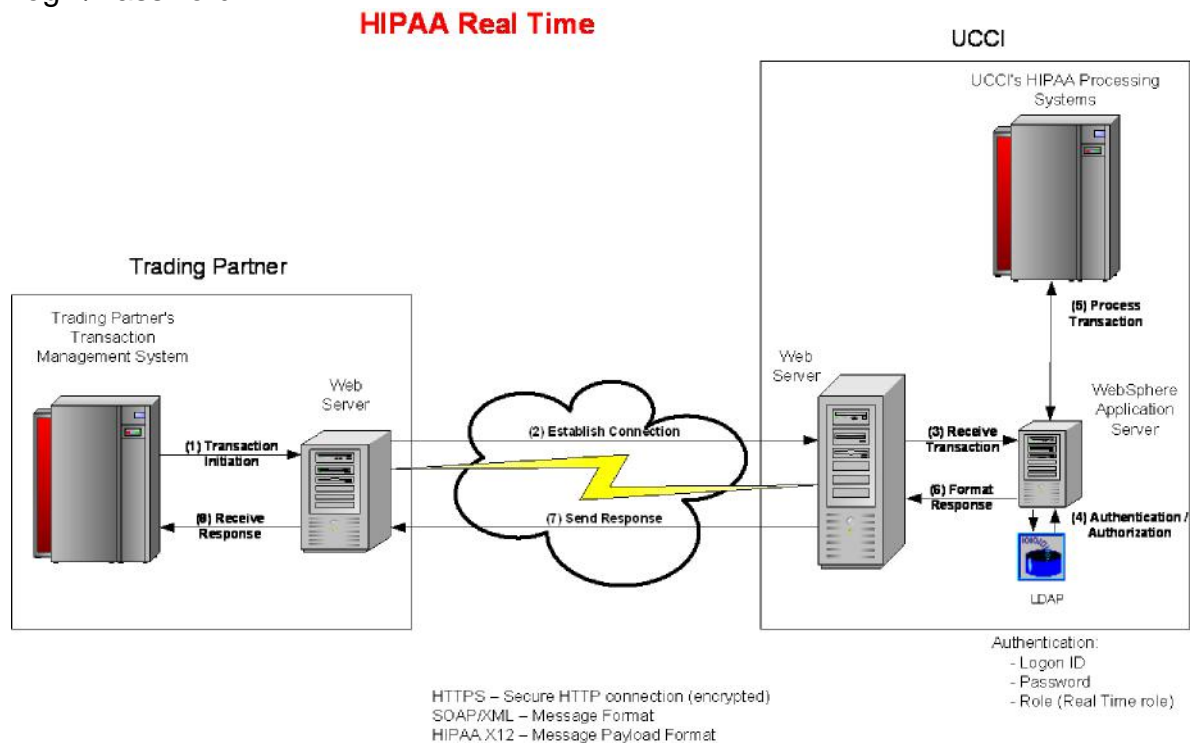 HIPAA Real Time
UCCI
UCCI's HIPAA Processing
Systems
Trading Partner
Trading Partner's
Transaction
Management System
Web
Server
(1) Transaction
Initiation
(2) Establish Connection
Web
Server
(3) Receive
Transaction
(5) Process
Transaction
WebSphere
Application
Server
(6) Format
Response
(7) Send Response
(8) Receive
Response
(4) Authentication /
Authorization
LDAP
Authentication:
- Logon ID
- Password
- Role (Real Time role)
HTTPS – Secure HTTP connection (encrypted)
SOAP/XML – Message Format
HIPAA X12 – Message Payload Format